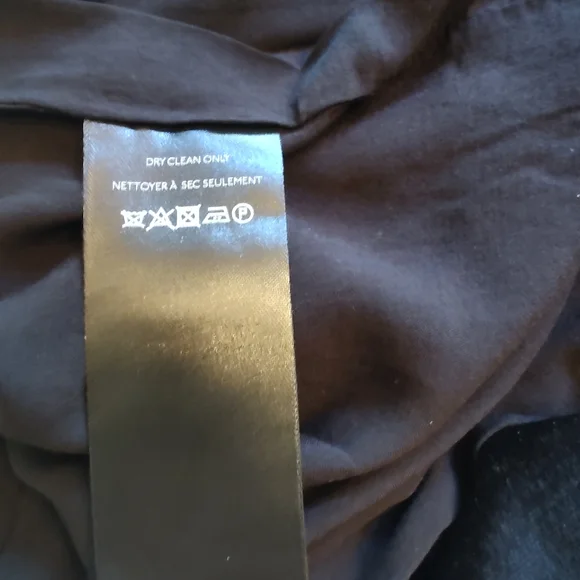 DRY CLEAN ONLY
NETTOYER À SEC SEULEMENT
P